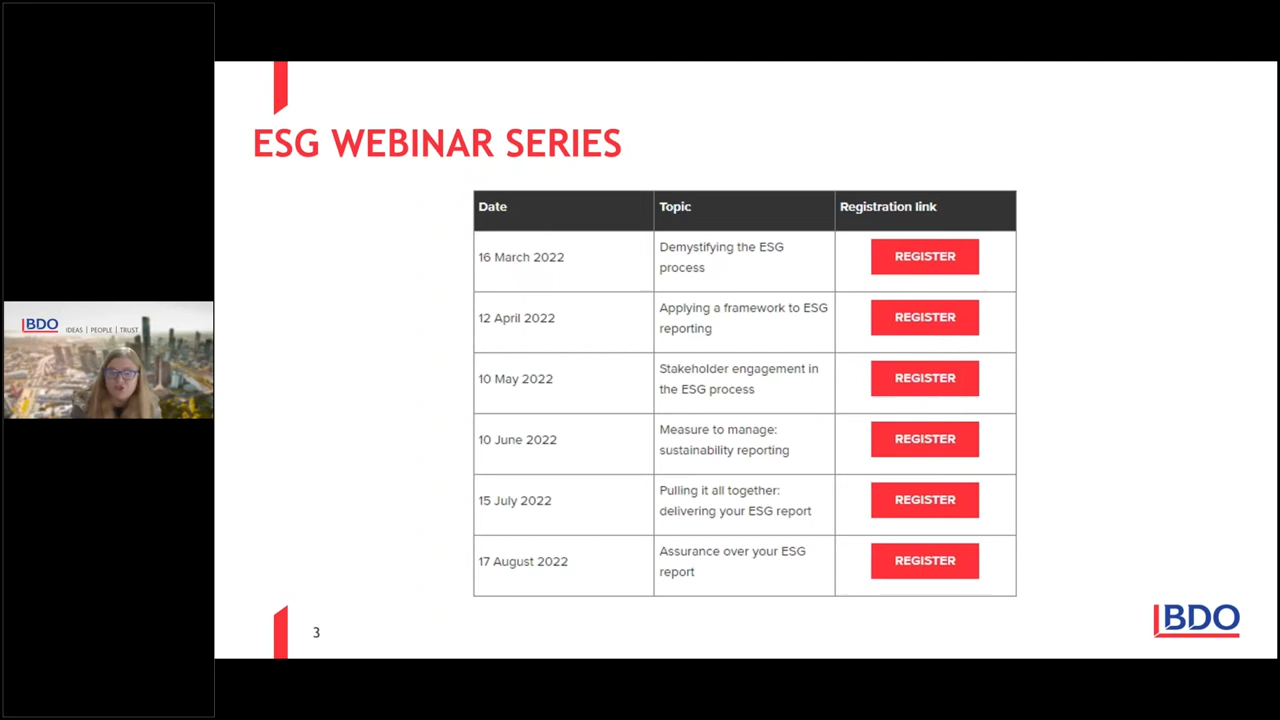 BDO IDEAS | PEOPLE | TRUST
ESG WEBINAR SERIES
Date Topic Registration link
16 March 2022
Demystifying the ESG
process
REGISTER
12 April 2022
Applying a framework to ESG
reporting
REGISTER
10 May 2022
Stakeholder engagement in
the ESG process
REGISTER
10 June 2022
Measure to manage:
sustainability reporting
REGISTER
15 July 2022
Pulling it all together:
delivering your ESG report
REGISTER
17 August 2022
Assurance over your ESG
report
REGISTER
3
BDO